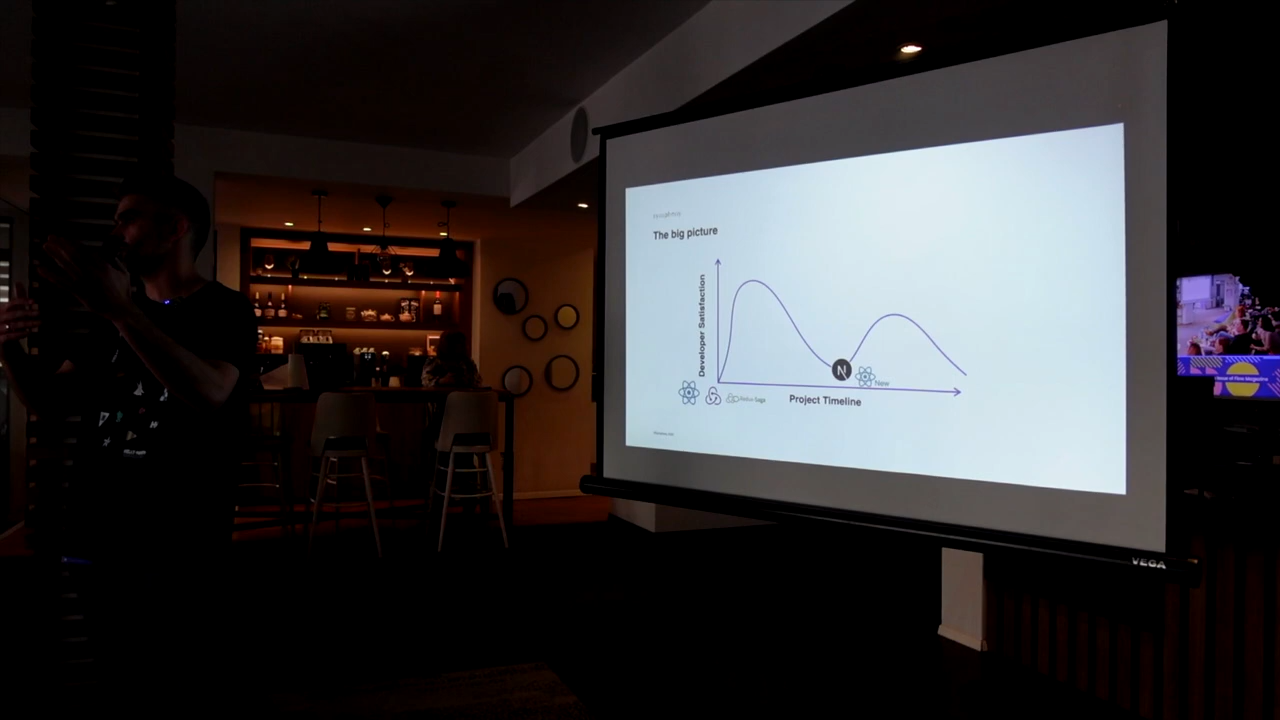 The big picture
Developer Satisfaction
N
New
Redux-Saga
Project Timeline
VEGA